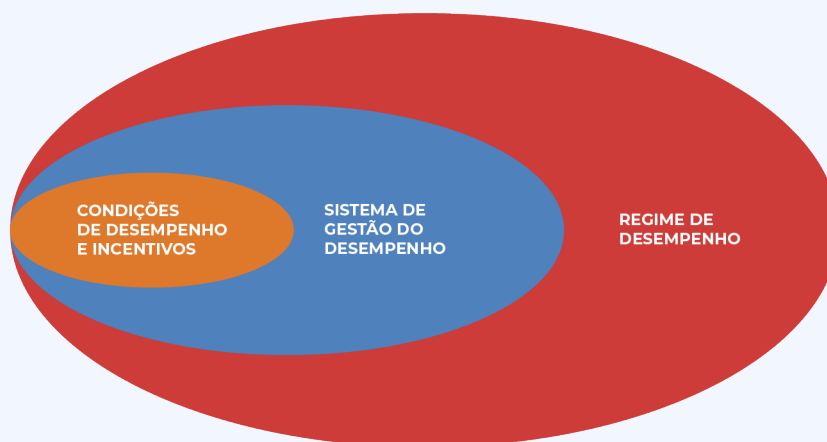 CONDIÇÕES
DE DESEMPENHO
E INCENTIVOS
SISTEMA DE
GESTÃO DO
DESEMPENHO
REGIME DE
DESEMPENHO